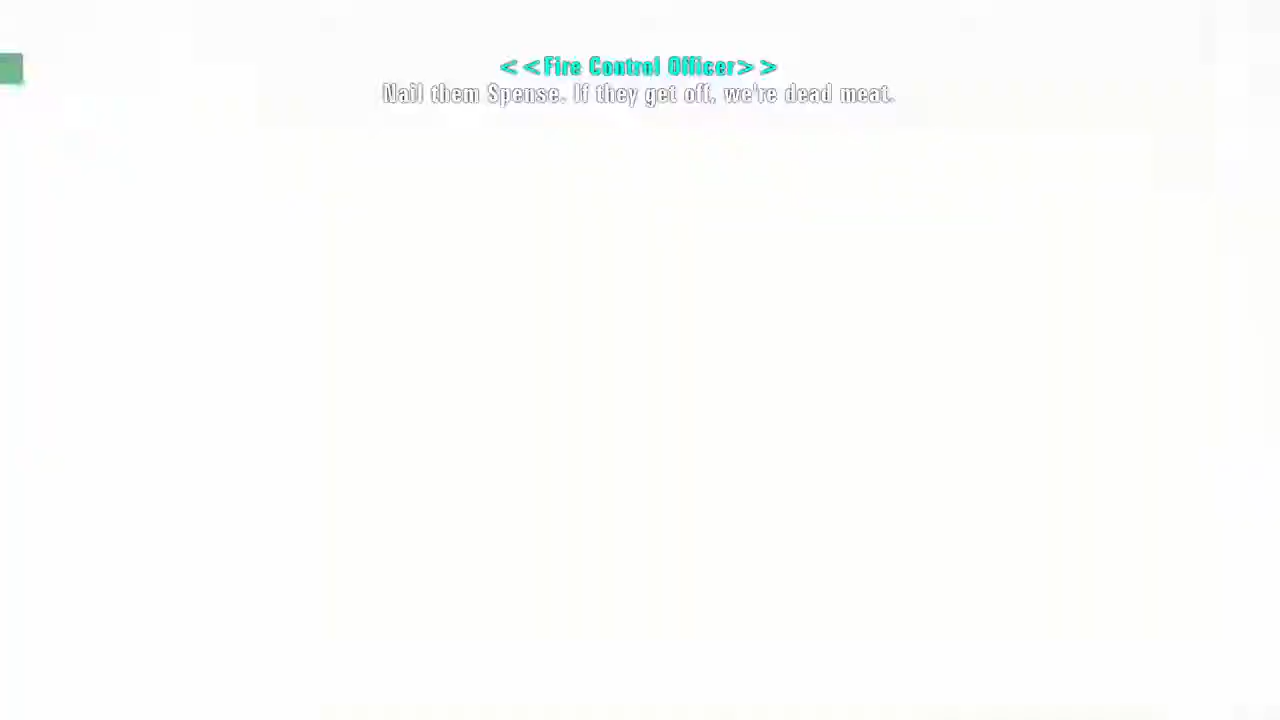 <<Fire Control Officer>>
Nail them Spense. If they get off, we're dead meat.